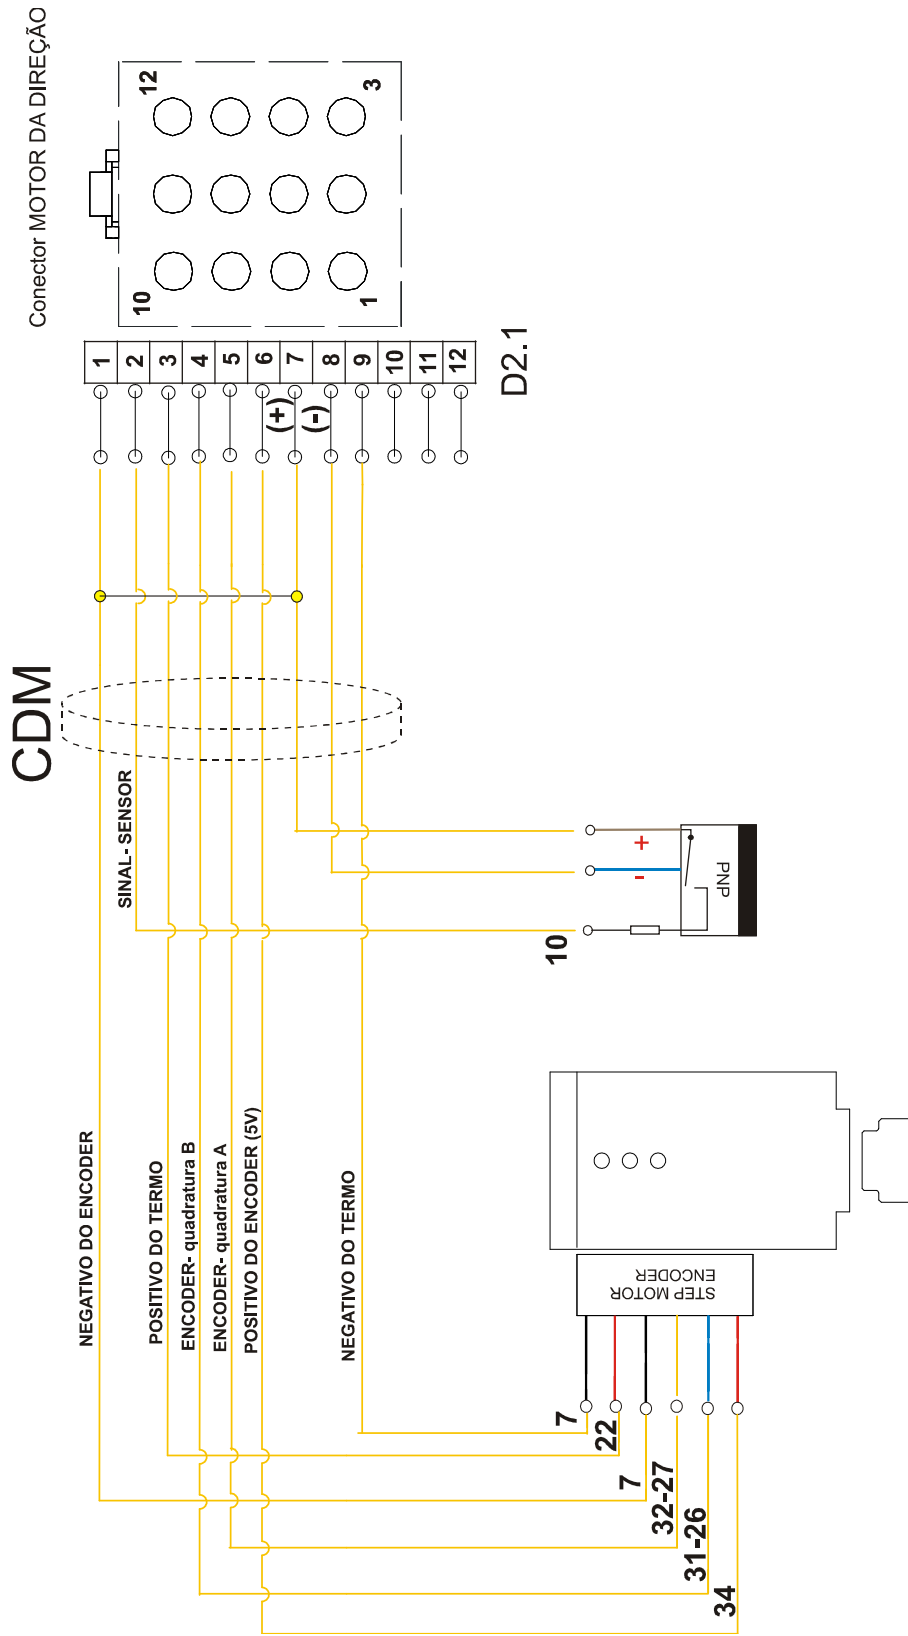 Conector MOTOR DA DIREÇÃO
12
3
10
1
1
2
3
4
5
6
7
8
9
10
11
12
D2.1
(+)
(-)
CDM
SINAL- SENSOR
NEGATIVO DO ENCODER
POSITIVO DO TERMO
ENCODER- quadratura B
ENCODER- quadratura A
POSITIVO DO ENCODER (5V)
NEGATIVO DO TERMO
+
-
PNP
10
STEP MOTOR
ENCODER
7
22
7
32-27
31-26
34